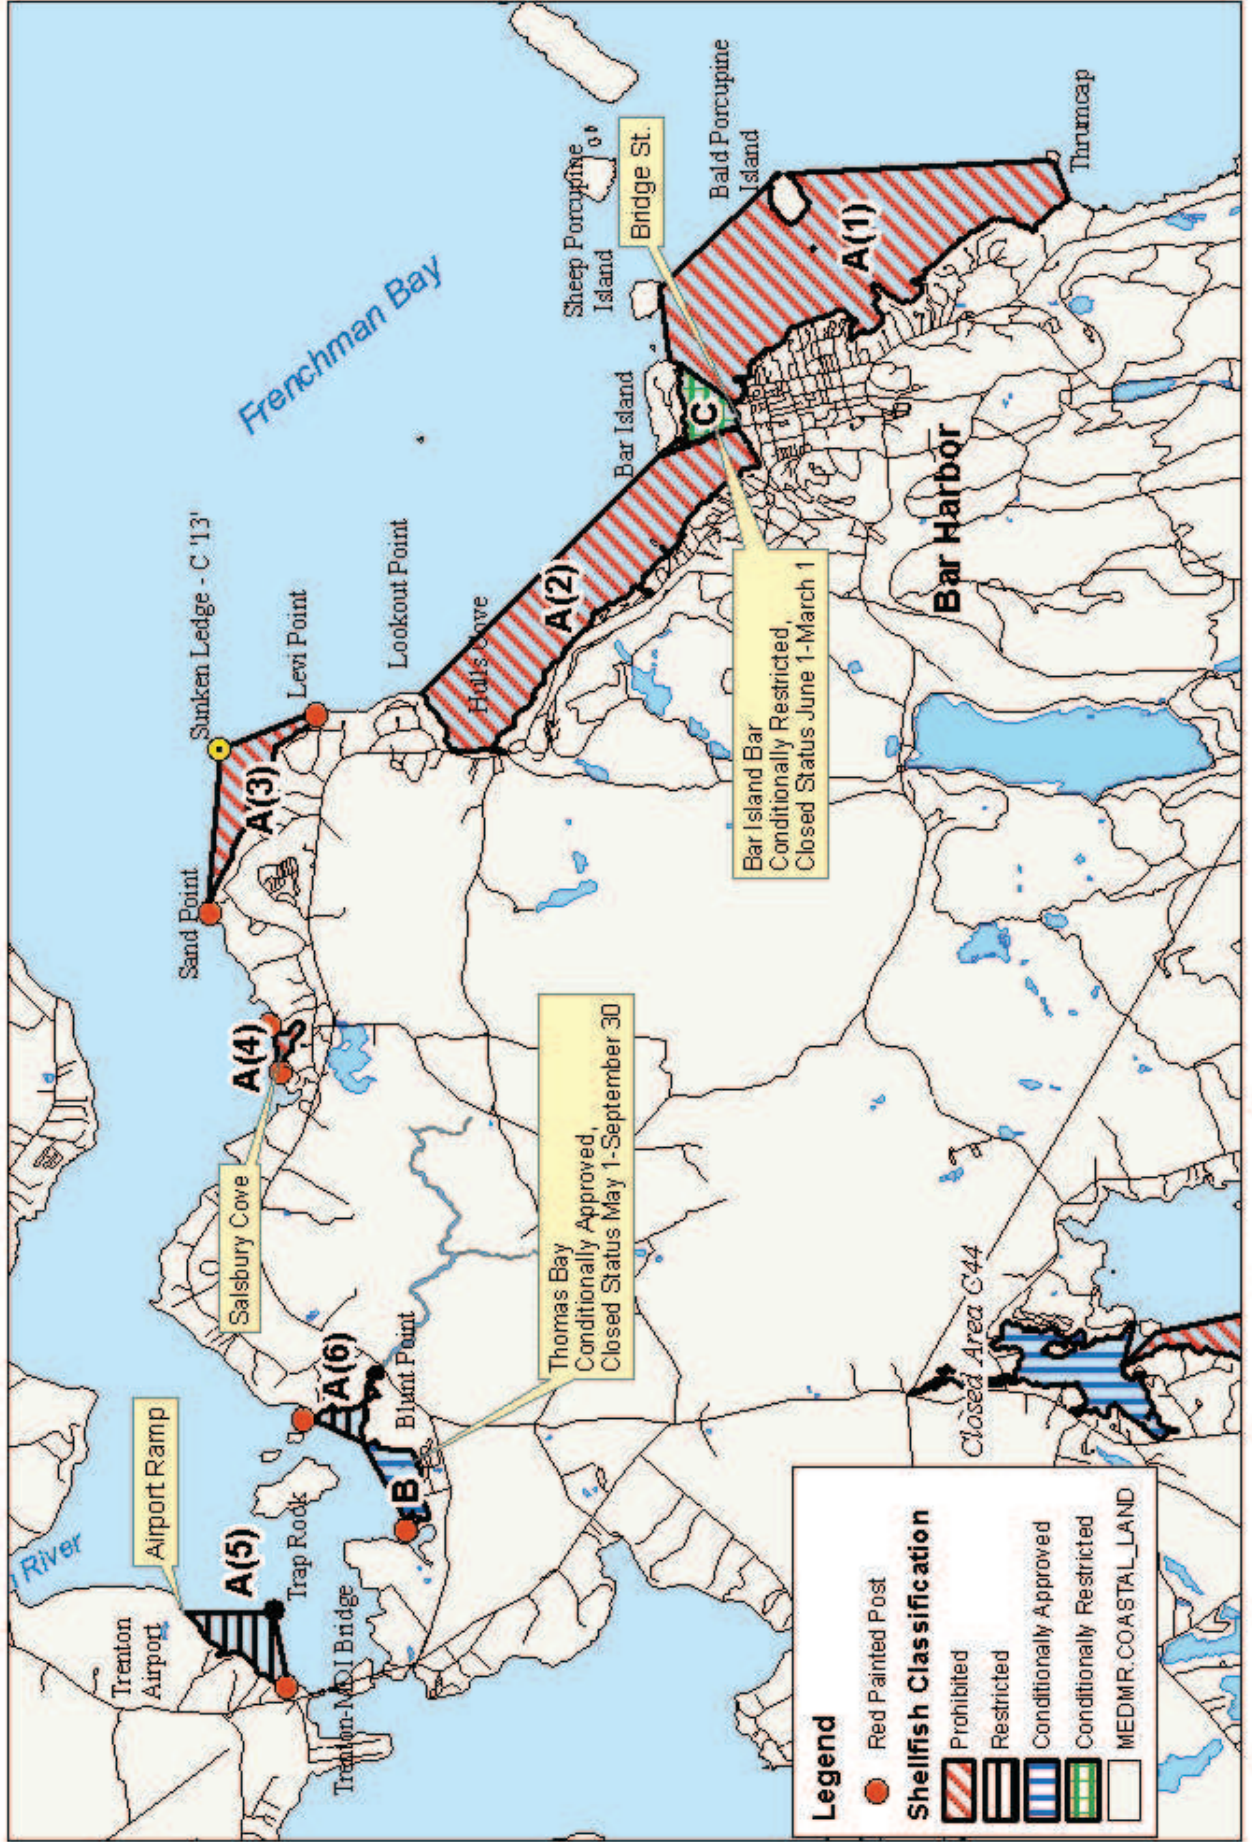 Frenchman Bay
Sheep Porcupine
Island
Bridge St.
Bald Porcupine
Island
Thrumcap
A(1)
Bar Island
C
Bar Harbor
Sunken Ledge - C '13'
Levi Point
Lookout Point
Hulls Cove
A(2)
Bar Island Bar
Conditionally Restricted,
Closed Status June 1-March 1
Sand Point
A(3)
A(4)
Salsbury Cove
Thomas Bay
Conditionally Approved,
Closed Status May 1-September 30
A(6)
Blunt Point
B
Airport Ramp
River
A(5)
Trap Rock
Trenton
Airport
Trenton-MDI Bridge
Closed Area C44
Legend
Red Painted Post
Shellfish Classification
Prohibited
Restricted
Conditionally Approved
Conditionally Restricted
MEDMR.COASTAL_LAND